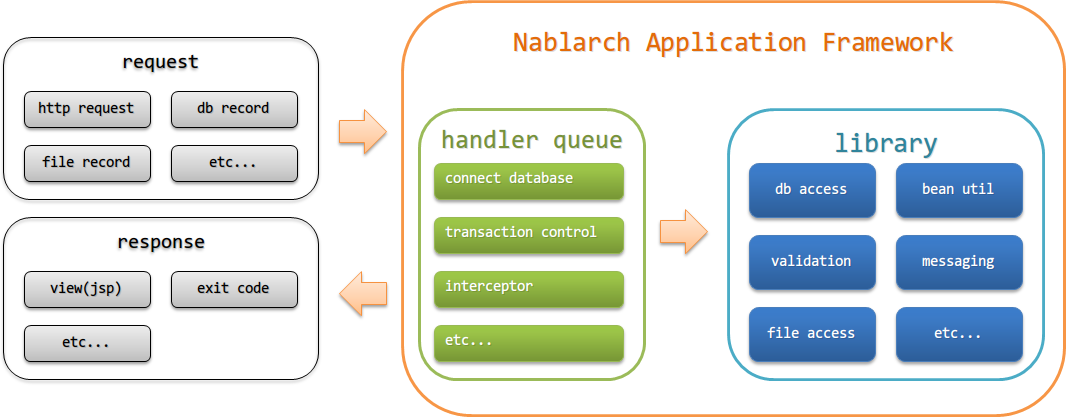 request
http request
db record
file record
etc...
response
view(jsp)
exit code
etc...
Nablarch Application Framework
handler queue
connect database
transaction control
interceptor
etc...
library
db access
bean util
validation
messaging
file access
etc...